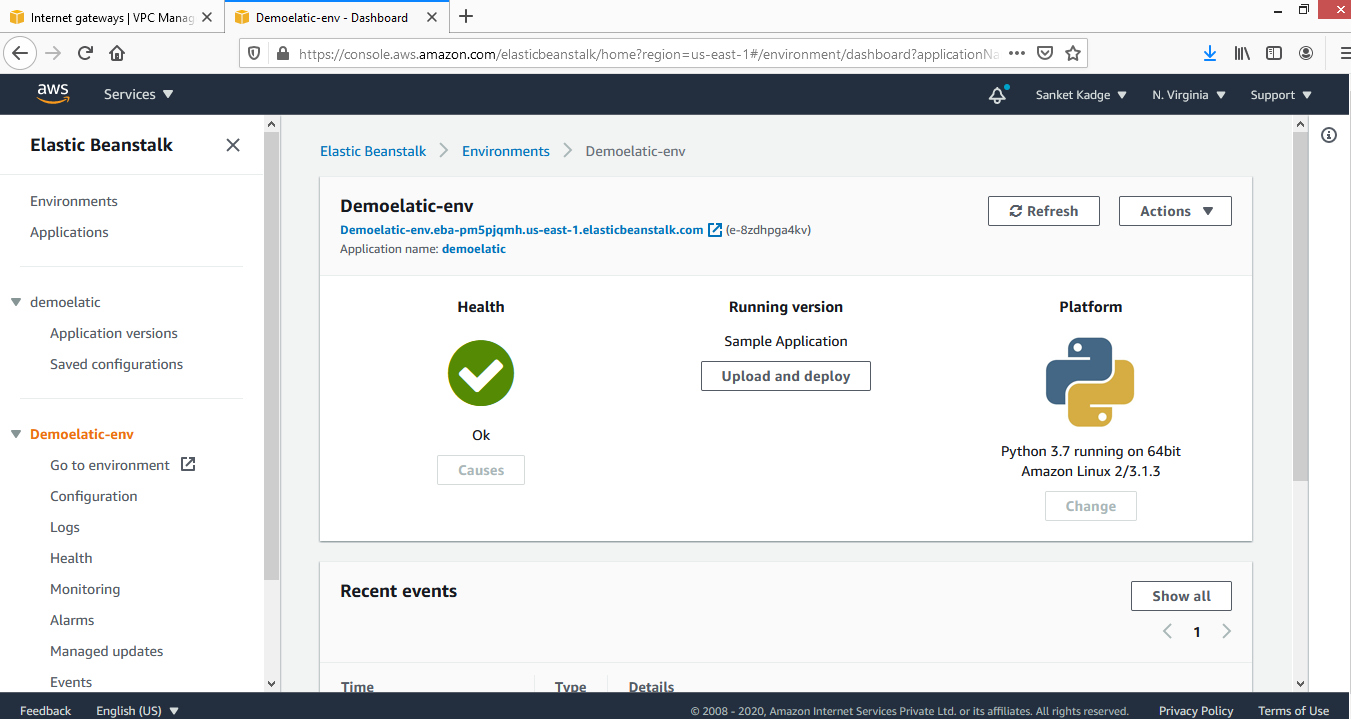 Internet gateways | VPC Manag
Demoelatic-env - Dashboard
https://console.aws.amazon.com/elasticbeanstalk/home?region=us-east-1#/environment/dashboard?applicationNa
aws
Services
Sanket Kadge
N. Virginia
Support
Elastic Beanstalk
Environments
Applications
demoelatic
Application versions
Saved configurations
Demoelatic-env
Go to environment
Configuration
Logs
Health
Monitoring
Alarms
Managed updates
Events
Elastic Beanstalk
Environments
Demoelatic-env
Demoelatic-env
Demoelatic-env.eba-pm5pjqmh.us-east-1.elasticbeanstalk.com (e-8zdhpga4kv)
Application name: demoelatic
Refresh
Actions
Health
Ok
Causes
Running version
Sample Application
Upload and deploy
Platform
Python 3.7 running on 64bit
Amazon Linux 2/3.1.3
Change
Recent events
Show all
1
Time
Type
Details
Feedback
English (US)
© 2008 - 2020, Amazon Internet Services Private Ltd. or its affiliates. All rights reserved.
Privacy Policy
Terms of Use